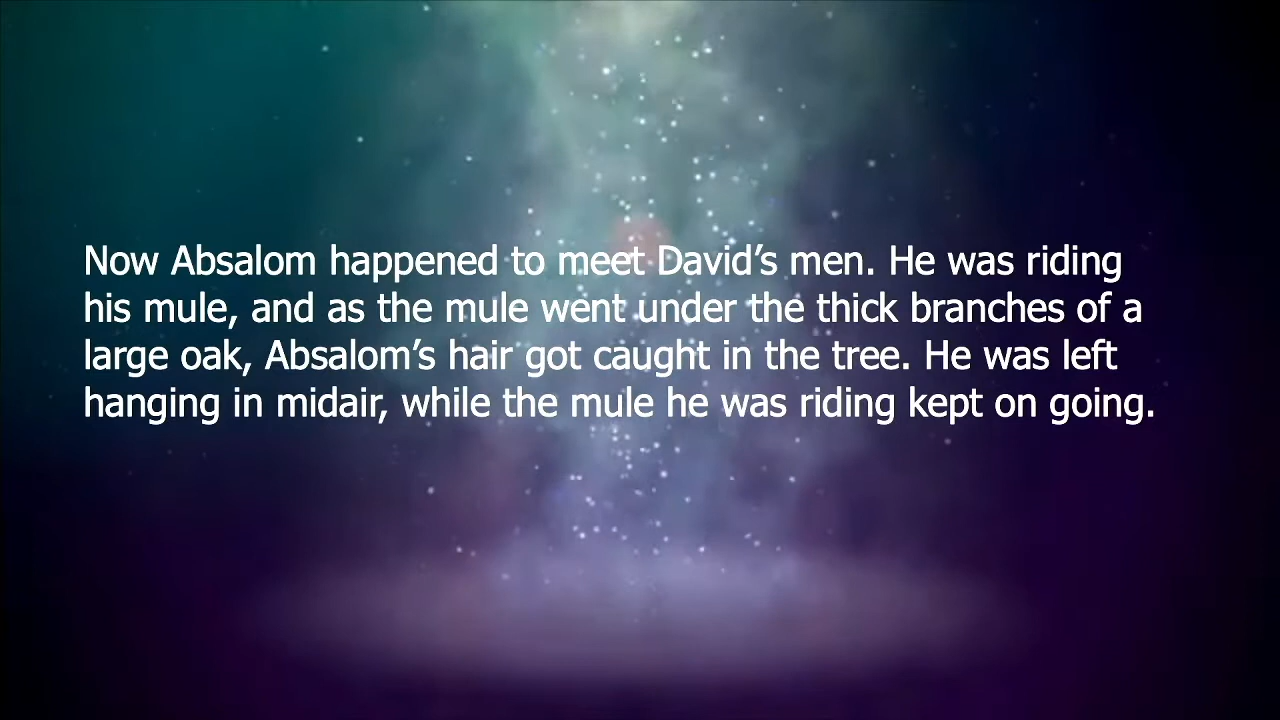 Now Absalom happened to meet David’s men. He was riding
his mule, and as the mule went under the thick branches of a
large oak, Absalom’s hair got caught in the tree. He was left
hanging in midair, while the mule he was riding kept on going.